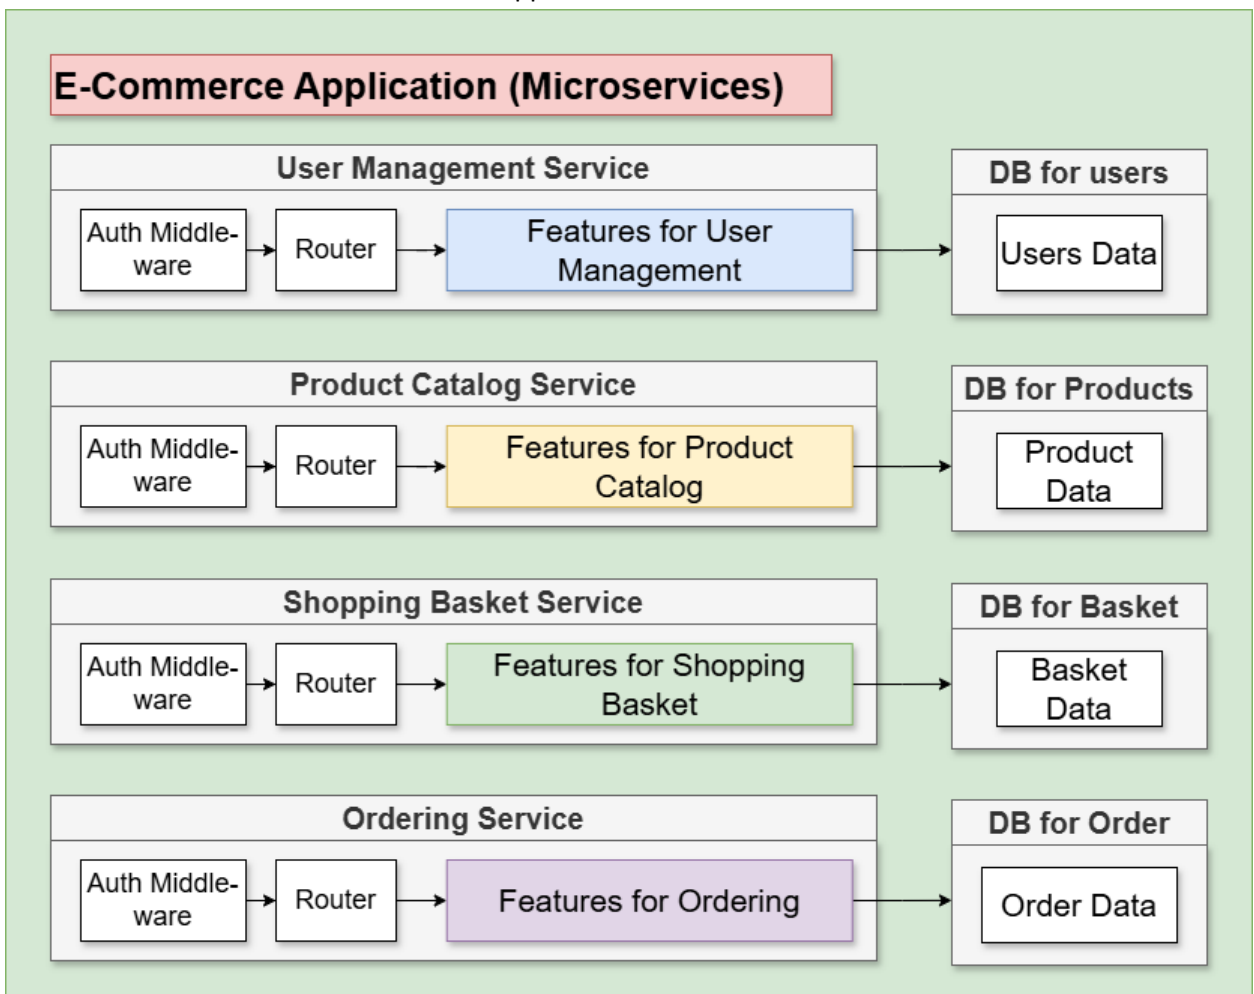 E-Commerce Application (Microservices)
User Management Service
Auth Middle-
ware
Router
Features for User
Management
DB for users
Users Data
Product Catalog Service
Auth Middle-
ware
Router
Features for Product
Catalog
DB for Products
Product
Data
Shopping Basket Service
Auth Middle-
ware
Router
Features for Shopping
Basket
DB for Basket
Basket
Data
Ordering Service
Auth Middle-
ware
Router
Features for Ordering
DB for Order
Order Data